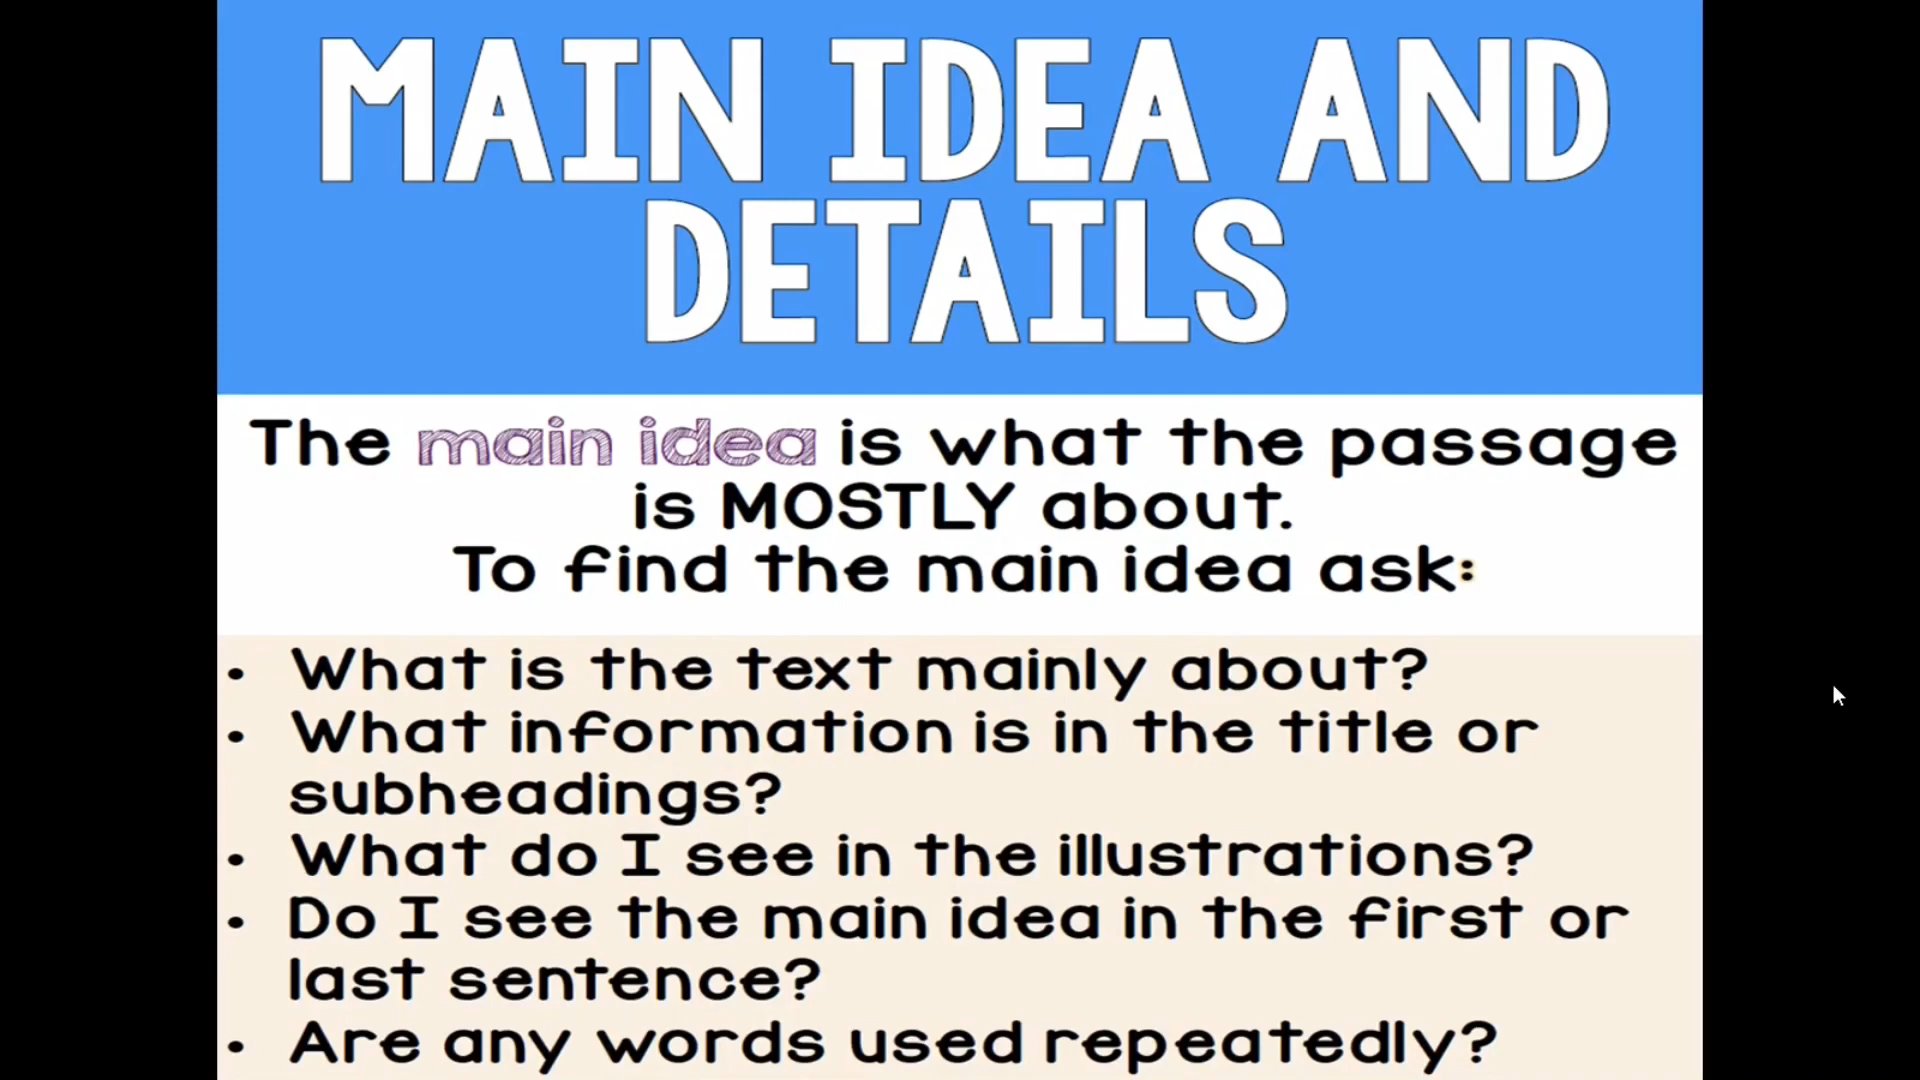 MAIN IDEA AND
DETAILS
The main idea is what the passage
is MOSTLY about.
To find the main idea ask:
• What is the text mainly about?
• What information is in the title or
subheadings?
• What do I see in the illustrations?
• Do I see the main idea in the first or
last sentence?
• Are any words used repeatedly?